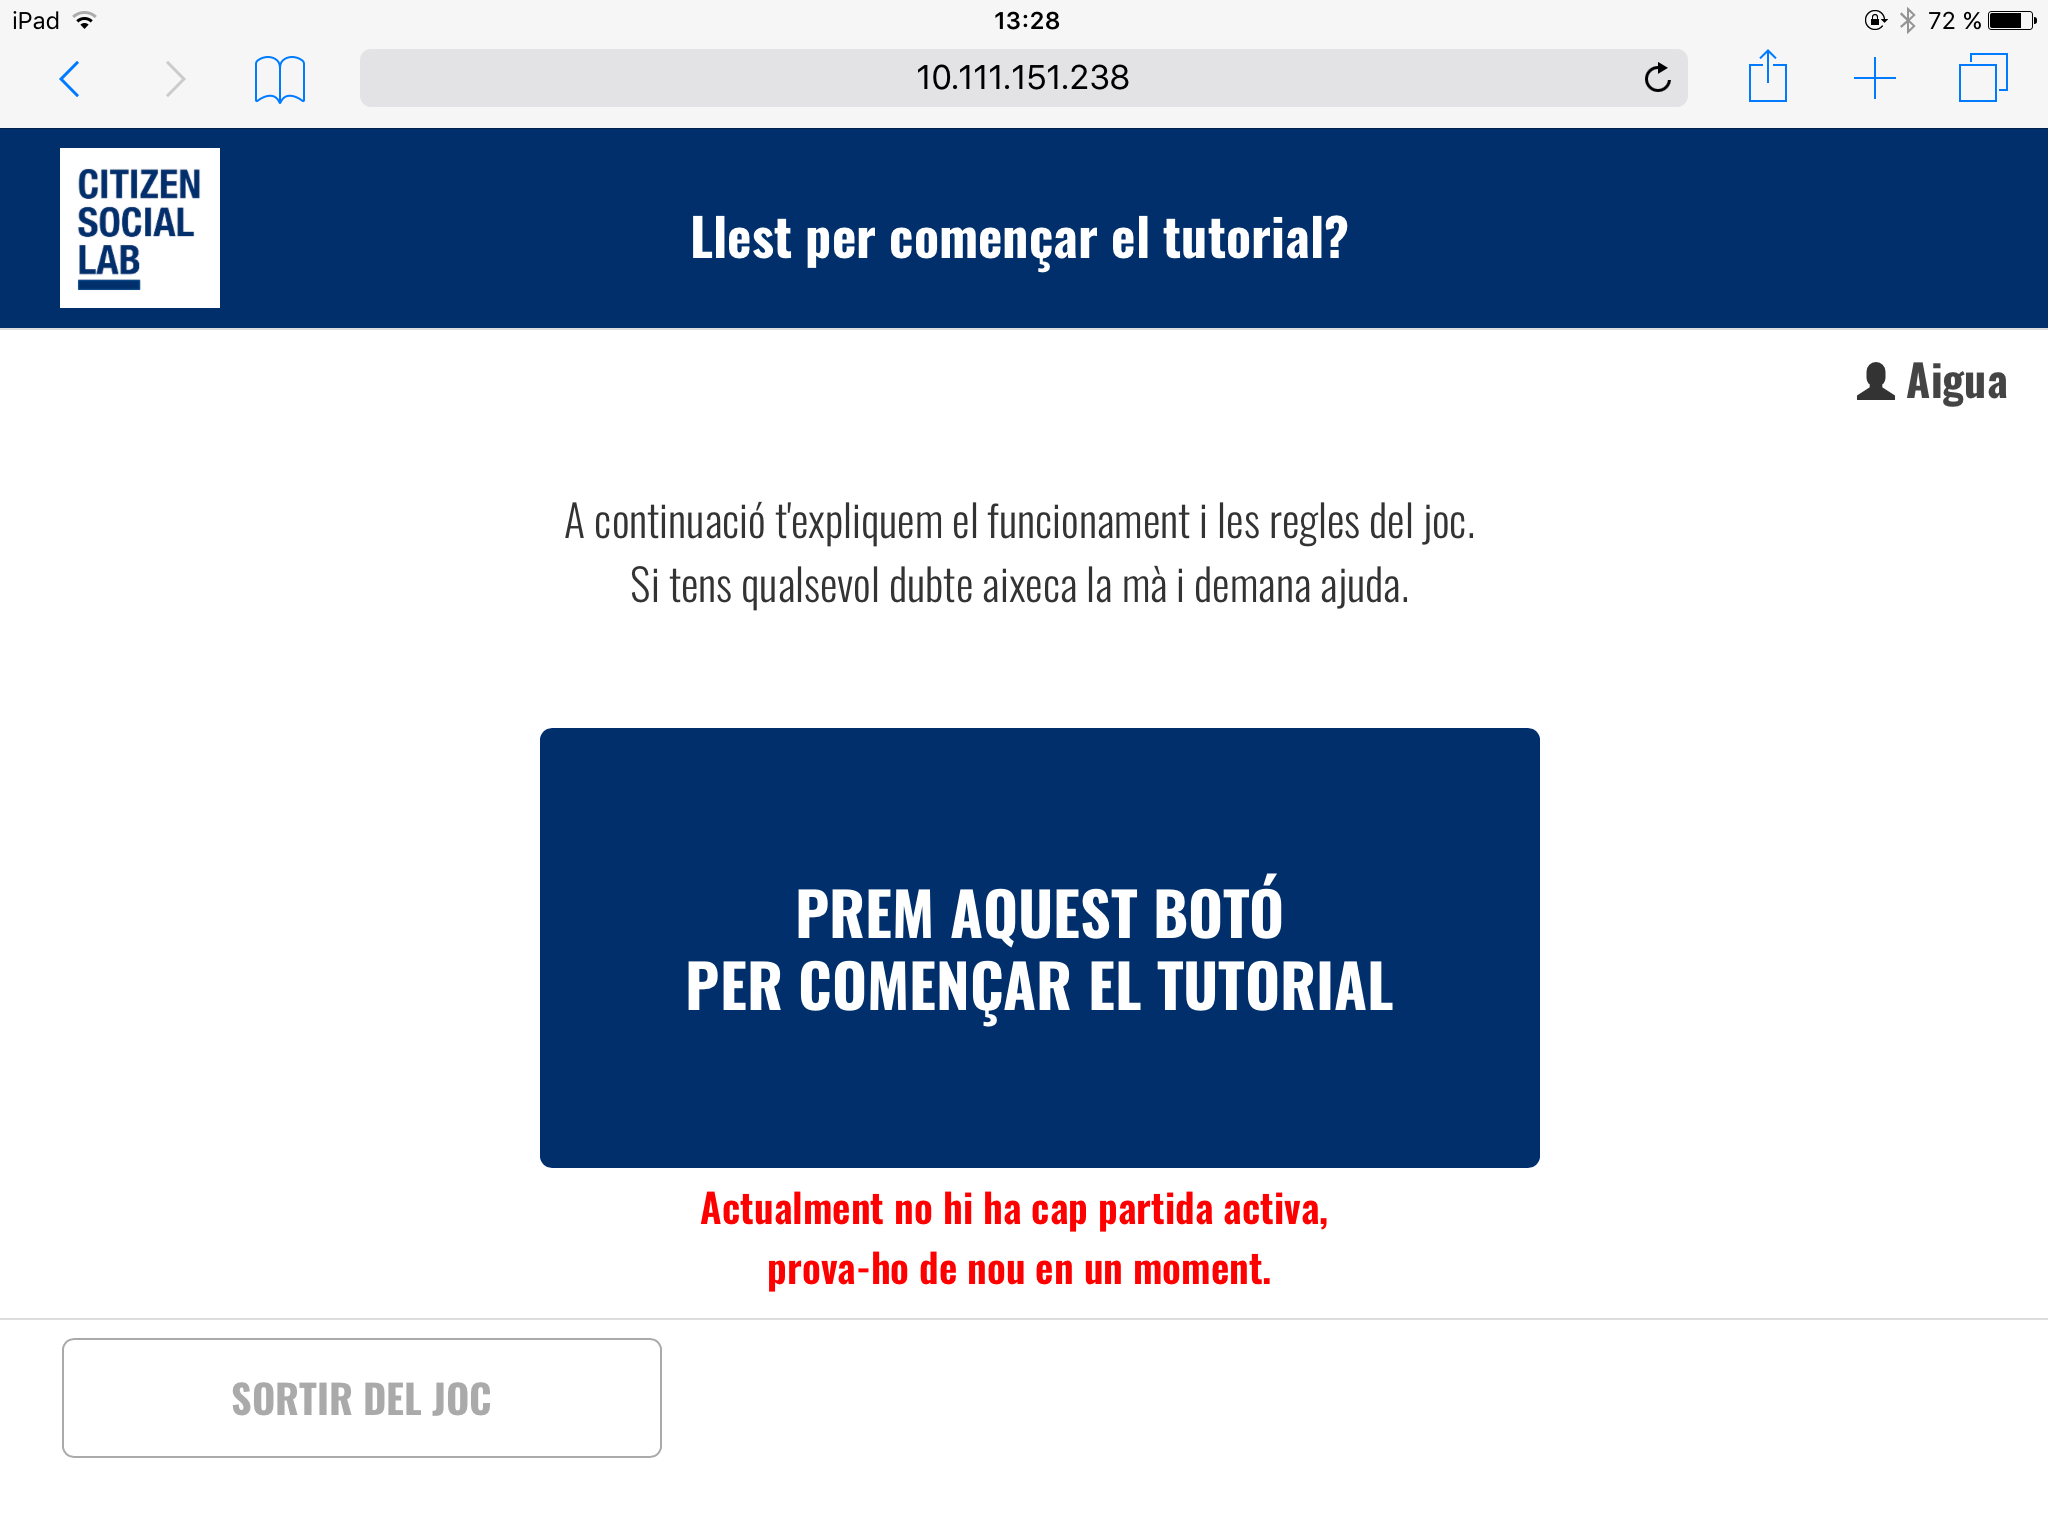 iPad
13:28
72 %
10.111.151.238
CITIZEN
SOCIAL
LAB
Llest per començar el tutorial?
Aigua
A continuació t'expliquem el funcionament i les regles del joc.
Si tens qualsevol dubte aixeca la mà i demana ajuda.
PREM AQUEST BOTÓ
PER COMENÇAR EL TUTORIAL
Actualment no hi ha cap partida activa,
prova-ho de nou en un moment.
SORTIR DEL JOC